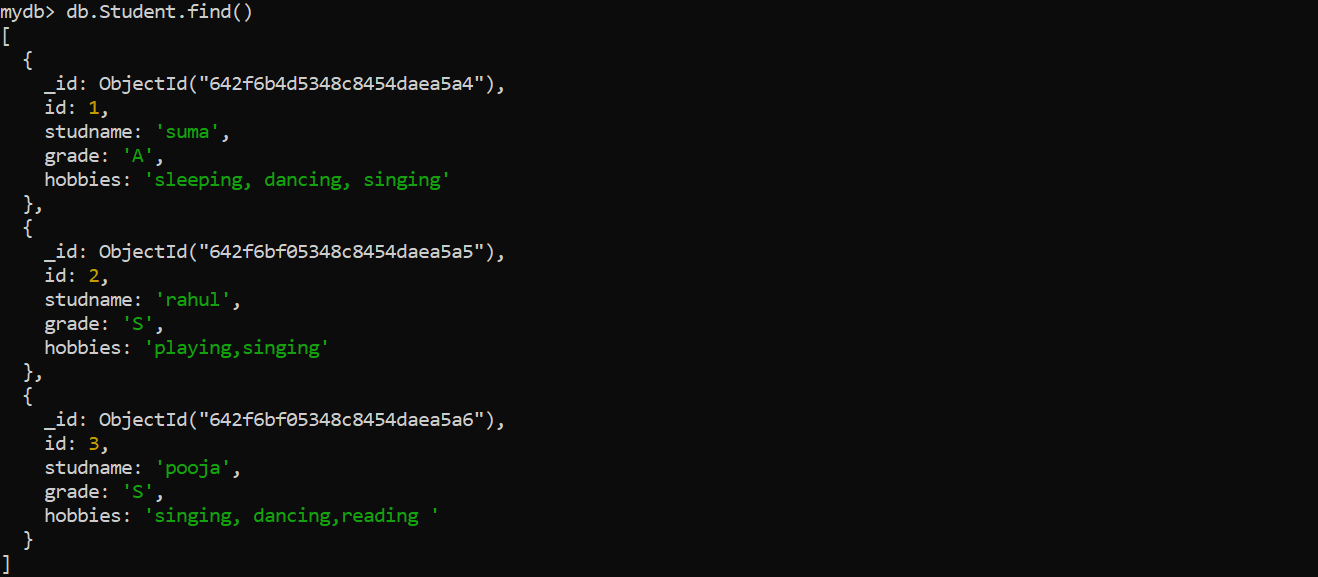 mydb> db.Student.find()
[
  {
    _id: ObjectId("642f6b4d5348c8454daea5a4"),
    id: 1,
    studname: 'suma',
    grade: 'A',
    hobbies: 'sleeping, dancing, singing'
  },
  {
    _id: ObjectId("642f6bf05348c8454daea5a5"),
    id: 2,
    studname: 'rahul',
    grade: 'S',
    hobbies: 'playing,singing'
  },
  {
    _id: ObjectId("642f6bf05348c8454daea5a6"),
    id: 3,
    studname: 'pooja',
    grade: 'S',
    hobbies: 'singing, dancing,reading '
  }
]